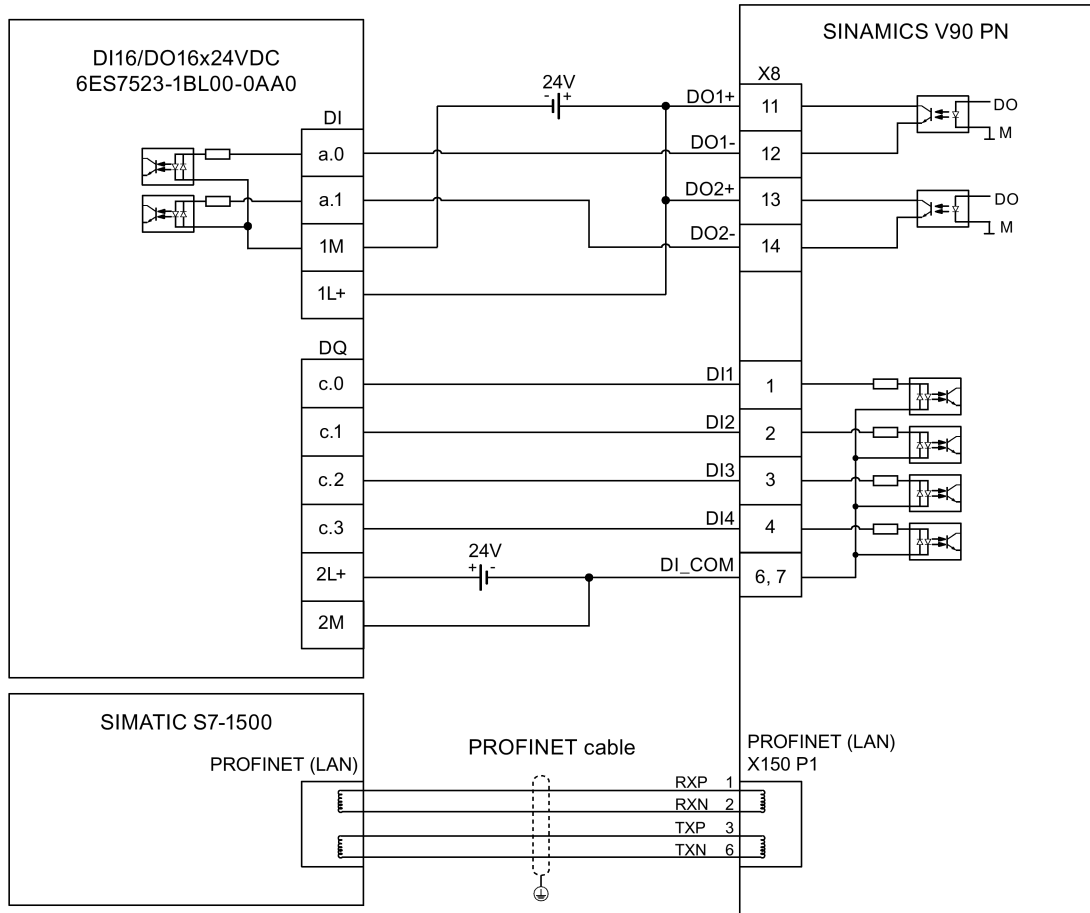 DI16/DO16x24VDC
6ES7523-1BL00-0AA0
DI
a.0
a.1
1M
1L+
DQ
c.0
c.1
c.2
c.3
2L+
2M
24V
- +
24V
+ -
SINAMICS V90 PN
X8
DO1+ 11
DO1- 12
DO2+ 13
DO2- 14
DI1 1
DI2 2
DI3 3
DI4 4
DI_COM 6, 7
DO
M
DO
M
SIMATIC S7-1500
PROFINET (LAN)
PROFINET cable
PROFINET (LAN)
X150 P1
RXP 1
RXN 2
TXP 3
TXN 6